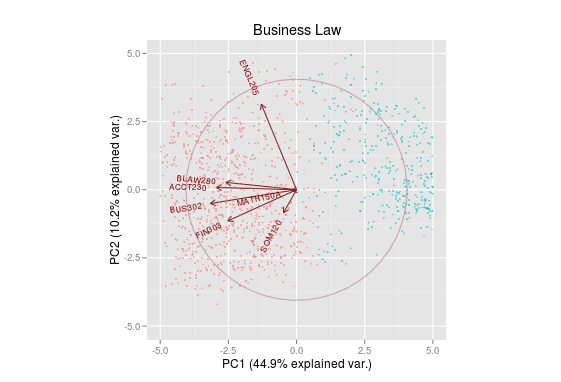 Business Law
PC2 (10.2% explained var.)
5.0
2.5
0.0
-2.5
-5.0
ENGL205
BLAW280
ACCT230
BUS302
MATH150A
FIN303
SOM120
-5.0 -2.5 0.0 2.5 5.0
PC1 (44.9% explained var.)